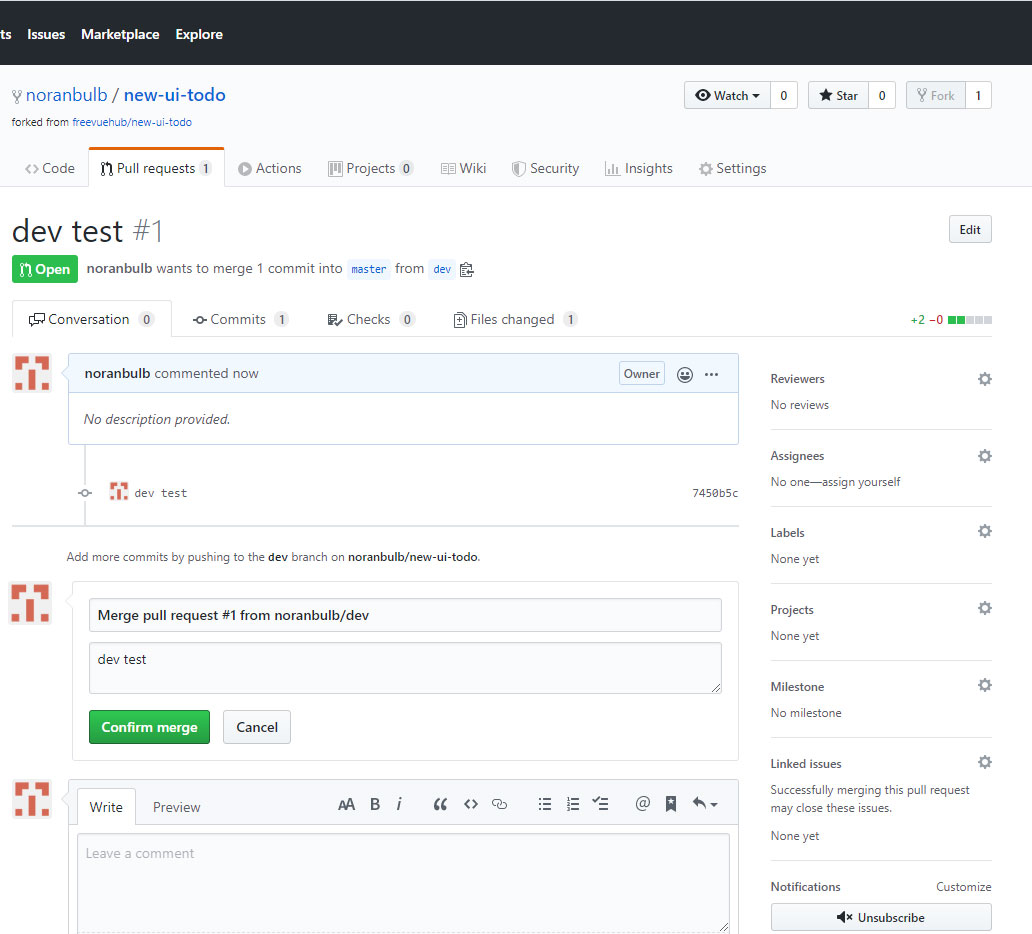 ts Issues Marketplace Explore
noranbulb / new-ui-todo
Watch 0 Star 0 Fork 1
forked from freevuehub/new-ui-todo
Code Pull requests 1 Actions Projects 0 Wiki Security Insights Settings
dev test #1
Edit
Open noranbulb wants to merge 1 commit into master from dev
Conversation 0 Commits 1 Checks 0 Files changed 1 +2 −0
noranbulb commented now Owner
No description provided.
dev test 7450b5c
Add more commits by pushing to the dev branch on noranbulb/new-ui-todo.
Merge pull request #1 from noranbulb/dev
dev test
Confirm merge Cancel
Write Preview AA B i
Leave a comment
Reviewers
No reviews
Assignees
No one—assign yourself
Labels
None yet
Projects
None yet
Milestone
No milestone
Linked issues
Successfully merging this pull request
may close these issues.
None yet
Notifications Customize
Unsubscribe